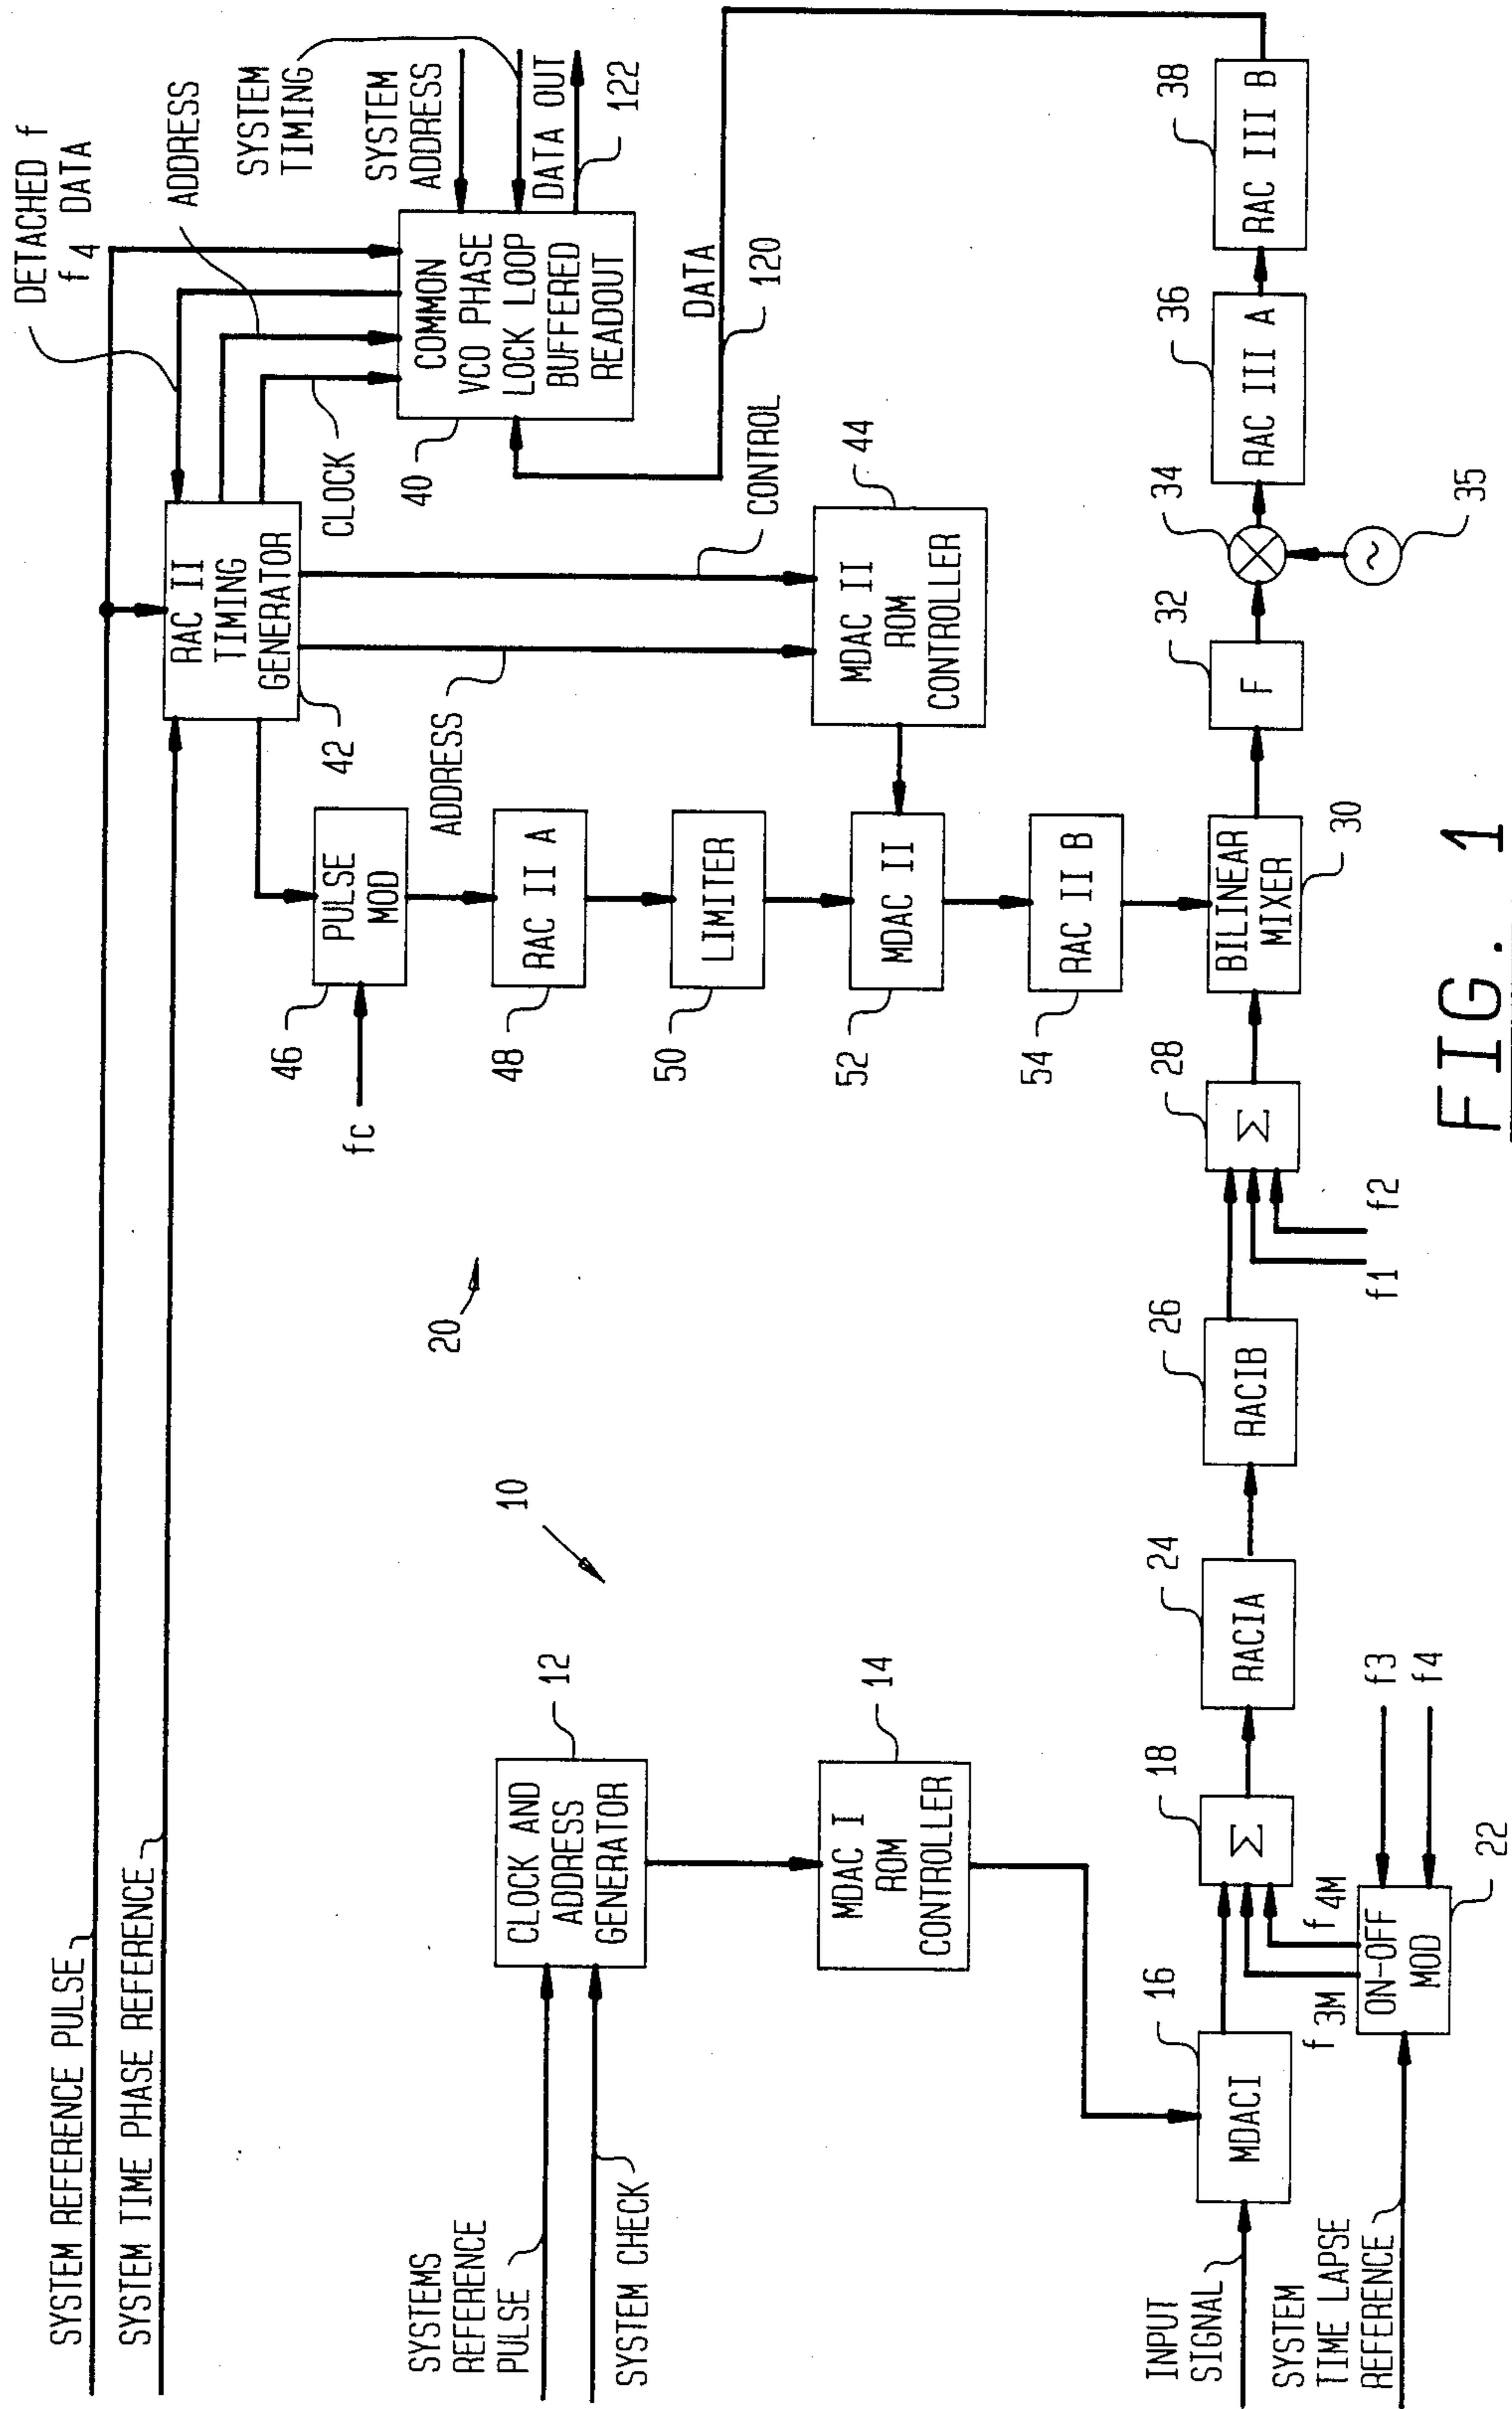 SYSTEM REFERENCE PULSE
SYSTEM TIME PHASE REFERENCE
DETACHED f
f4 DATA
ADDRESS
SYSTEM
TIMING
SYSTEM
ADDRESS
DATA OUT
122
COMMON
VCO PHASE
LOCK LOOP
BUFFERED
READOUT
40
CLOCK
RAC II
TIMING
GENERATOR
42
DATA
120
CONTROL
ADDRESS
MDAC II
ROM
CONTROLLER
44
PULSE
MOD
46
fc
RAC II A
48
LIMITER
50
MDAC II
52
RAC II B
54
20
10
SYSTEMS
REFERENCE
PULSE
SYSTEM CHECK
CLOCK AND
ADDRESS
GENERATOR
12
MDAC I
ROM
CONTROLLER
14
INPUT
SIGNAL
MDACI
16
SYSTEM
TIME LAPSE
REFERENCE
ON-OFF
MOD
22
f3M
f4M
f3
f4
Σ
18
RACIA
24
RACIB
26
Σ
28
f1
f2
BILINEAR
MIXER
30
F
32
34
~
35
RAC III A
36
RAC III B
38
FIG. 1